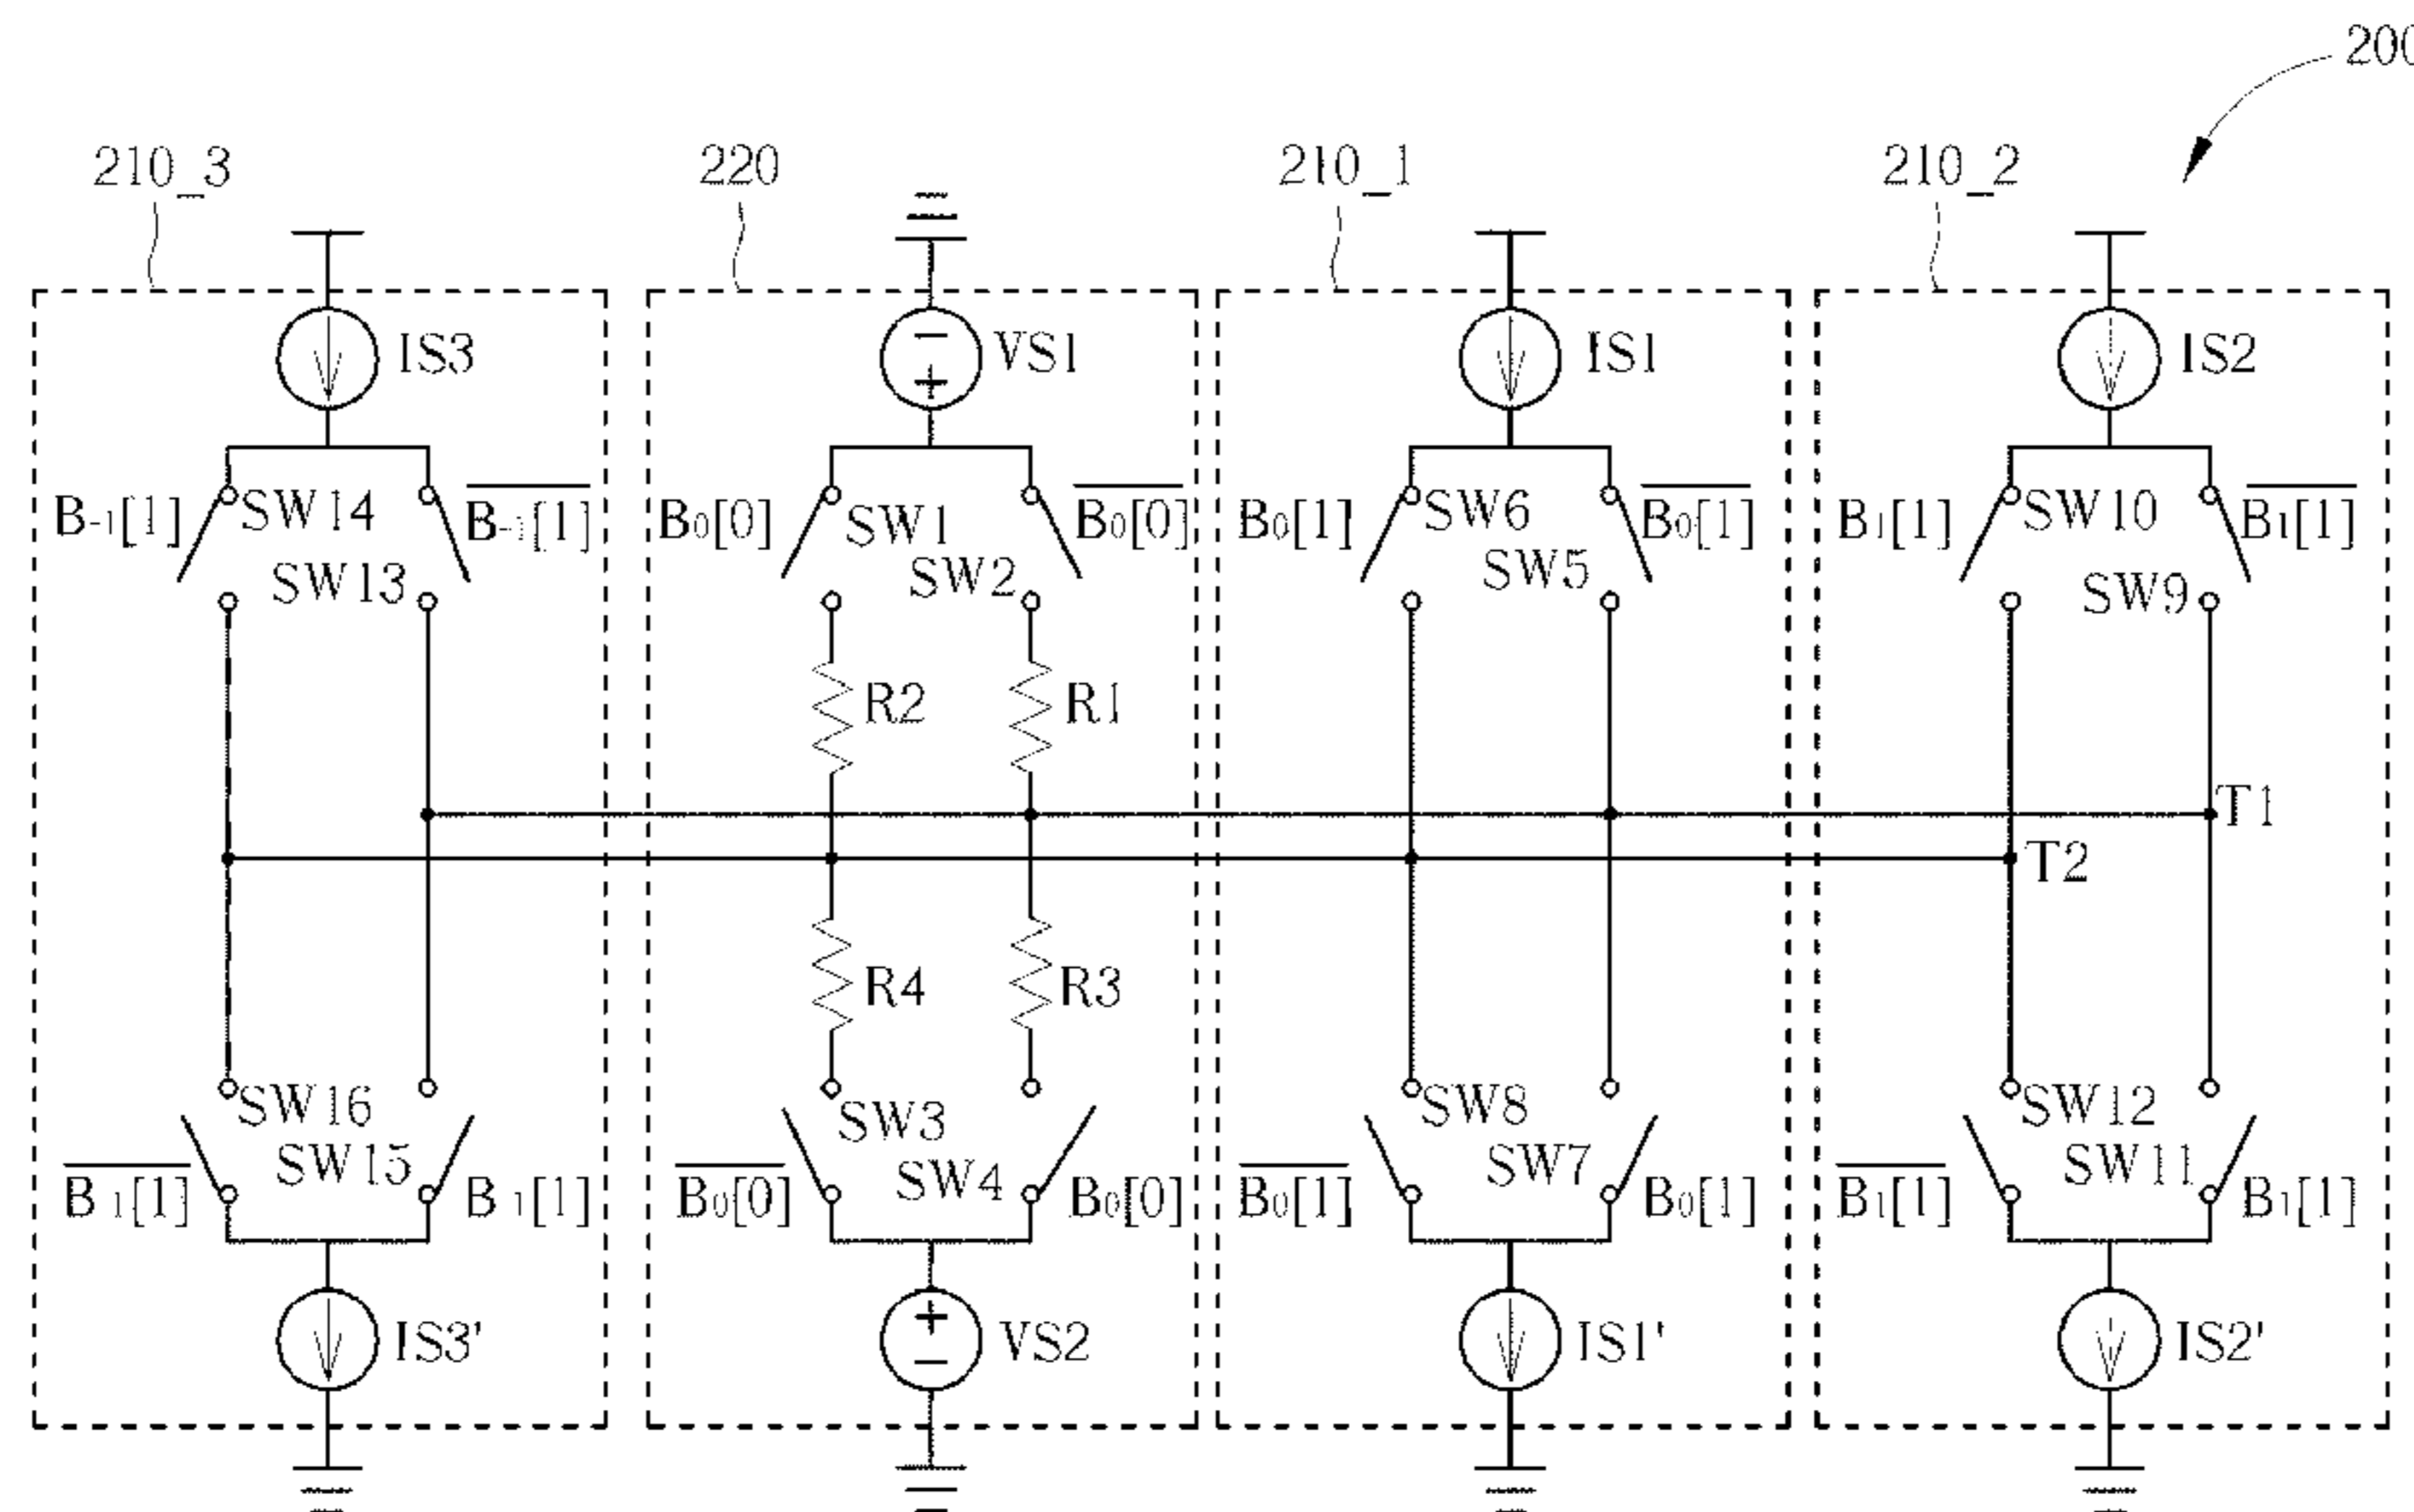 200
210_3 220 210_1 210_2
IS3 VS1 IS1 IS2
B₋₁[1] SW14 B₋₁[1] B₀[0] SW1 B₀[0] B₀[1] SW6 B₀[1] B₁[1] SW10 B₁[1]
SW13 SW2 SW5 SW9
R2 R1
T1
T2
R4 R3
SW16 SW3 SW8 SW12
SW15 SW4 SW7 SW11
B₋₁[1] B₋₁[1] B₀[0] B₀[0] B₀[1] B₀[1] B₁[1] B₁[1]
IS3' VS2 IS1' IS2'